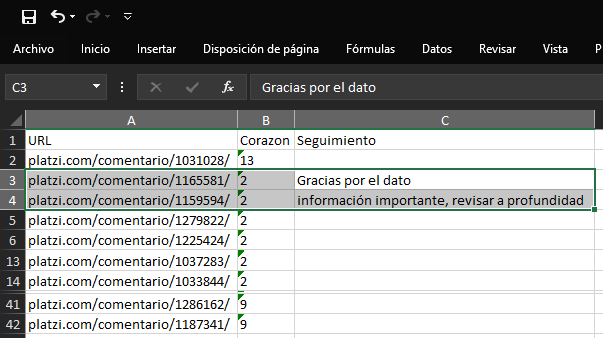 Archivo Inicio Insertar Disposición de página Fórmulas Datos Revisar Vista P
C3 fx Gracias por el dato
A B C
1 URL Corazon Seguimiento
2 platzi.com/comentario/1031028/ 13
3 platzi.com/comentario/1165581/ 2 Gracias por el dato
4 platzi.com/comentario/1159594/ 2 información importante, revisar a profundidad
5 platzi.com/comentario/1279822/ 2
6 platzi.com/comentario/1225424/ 2
13 platzi.com/comentario/1037283/ 2
14 platzi.com/comentario/1033844/ 2
41 platzi.com/comentario/1286162/ 9
42 platzi.com/comentario/1187341/ 9